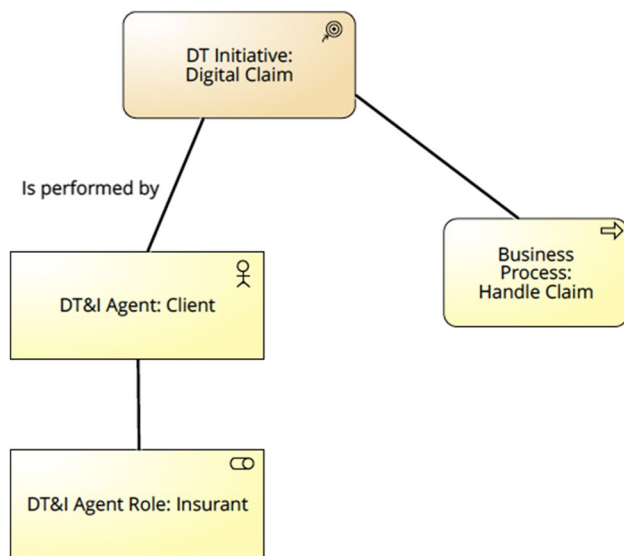 DT Initiative:
Digital Claim
Is performed by
Business
Process:
Handle Claim
DT&I Agent: Client
DT&I Agent Role: Insurant